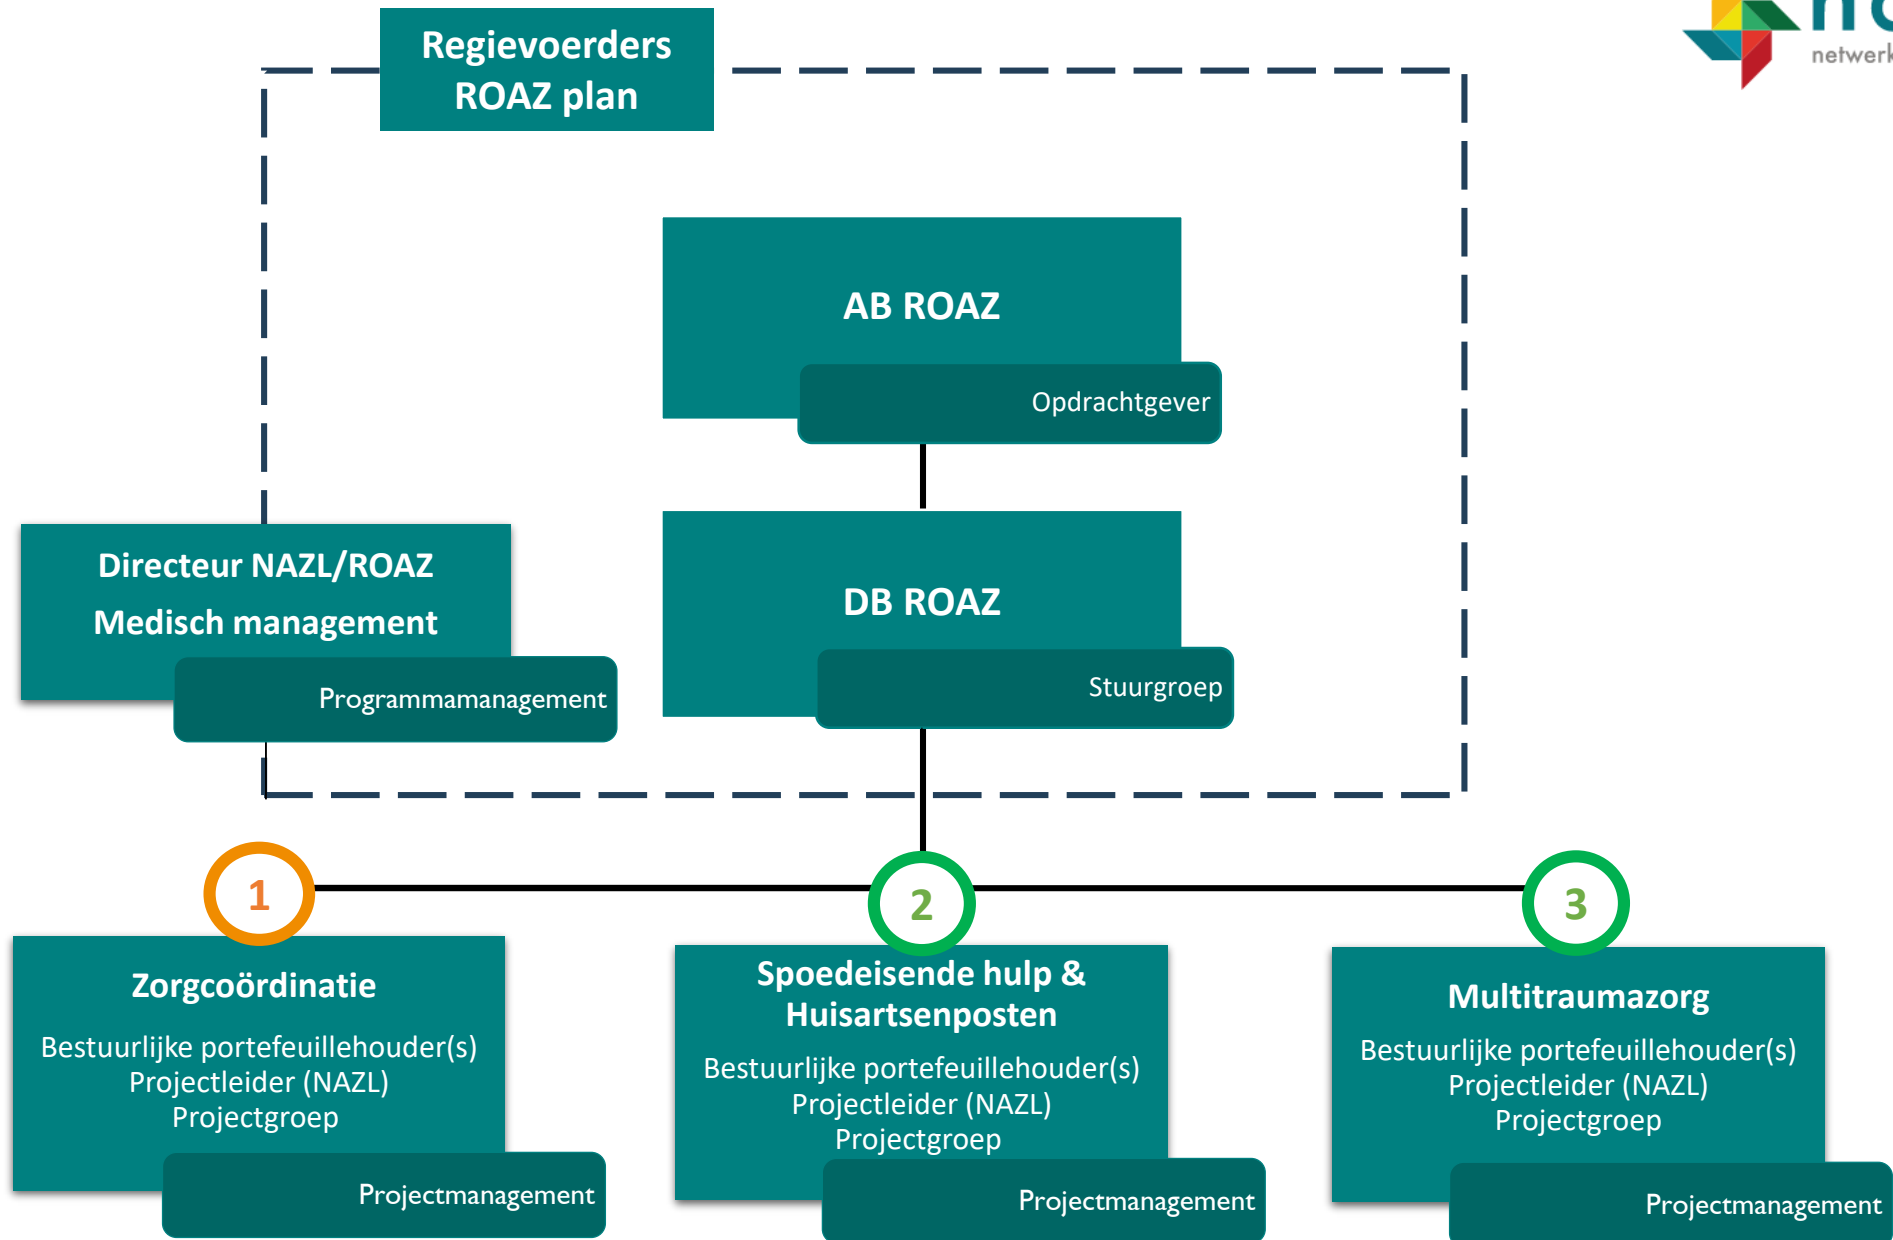 Regievoerders
ROAZ plan
netwerk
AB ROAZ
Opdrachtgever
Directeur NAZL/ROAZ
Medisch management
Programmamanagement
DB ROAZ
Stuurgroep
1
2
3
Zorgcoördinatie
Bestuurlijke portefeuillehouder(s)
Projectleider (NAZL)
Projectgroep
Projectmanagement
Spoedeisende hulp &
Huisartsenposten
Bestuurlijke portefeuillehouder(s)
Projectleider (NAZL)
Projectgroep
Projectmanagement
Multitraumazorg
Bestuurlijke portefeuillehouder(s)
Projectleider (NAZL)
Projectgroep
Projectmanagement